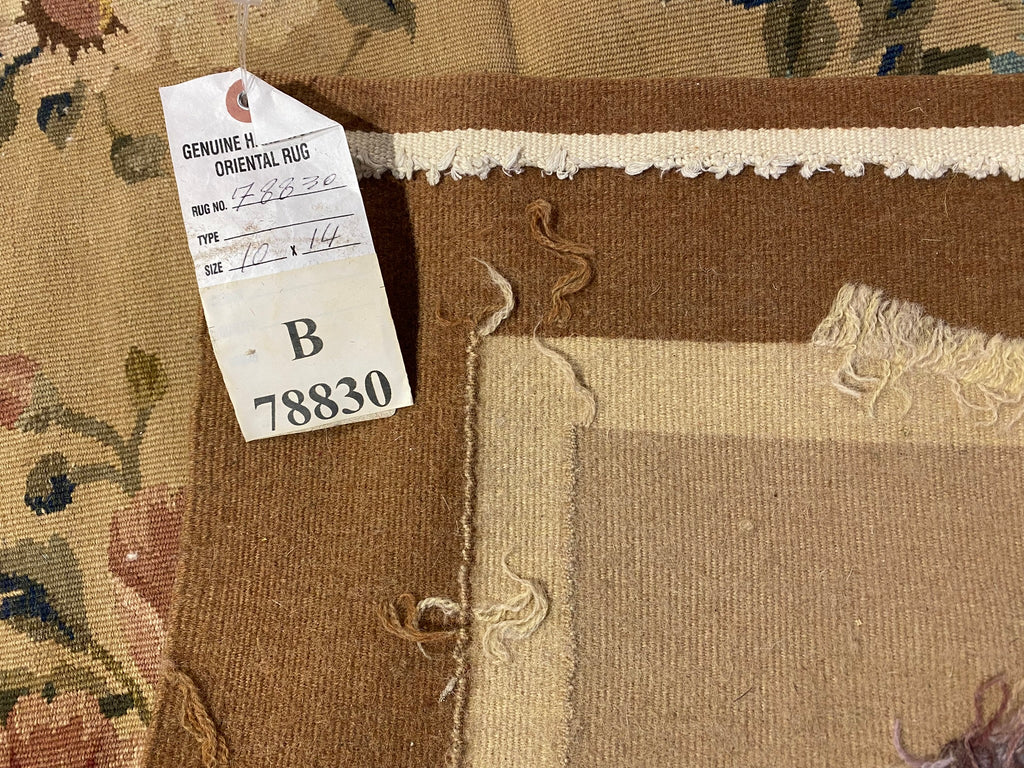 GENUINE H.
ORIENTAL RUG
RUG NO. 78830
TYPE
SIZE 10 X 14
B
78830